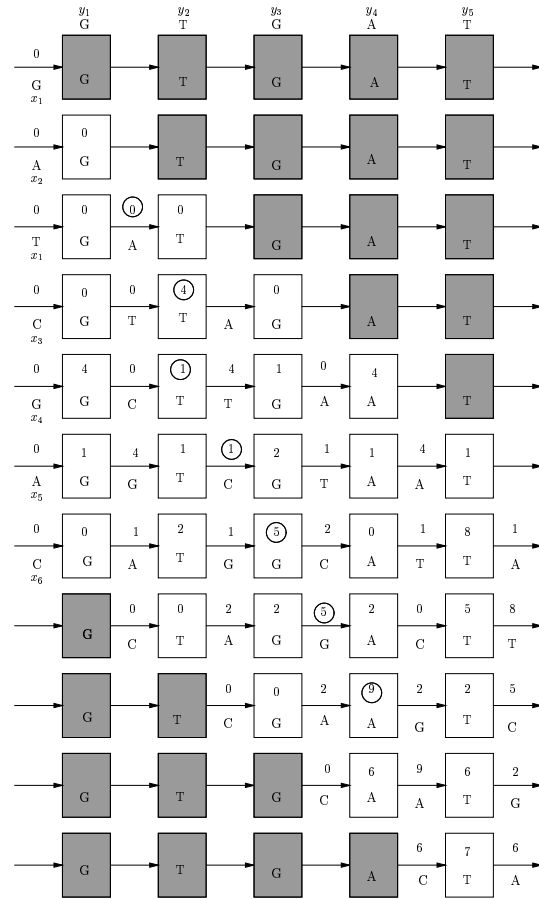 y1 y2 y3 y4 y5
G T G A T
0
G T G A T
G
x1
0 0
G T G A T
A
x2
0 0 0 0
G A T G A T
T
x1
0 0 0 4 0
G T T A G A T
C
x3
0 4 0 1 4 1 0 4
G C T T G A A T
G
x4
0 1 4 1 1 2 1 1 4 1
G G T C G T A A T
A
x5
0 0 1 2 1 5 2 0 1 8 1
G A T G G C A T T A
C
x6
0 0 2 2 5 2 0 5 8
G C T A G G A C T T
0 0 2 9 2 2 5
G T C G A A G T C
0 6 9 6 2
G T G C A A T G
6 7 6
G T G A C T A